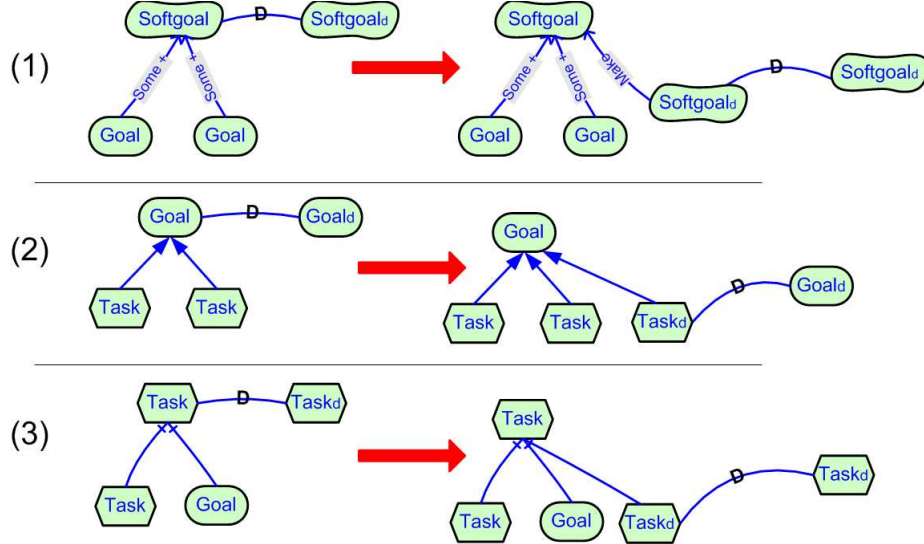 Softgoal D Softgoald Softgoal
(1) Some + Some + Some + Some + Make D Softgoald
Softgoald
Goal Goal Goal Goal
Goal D Goald
(2) Goal
D Goald
Task Task Task Task Taskd
Task D Taskd
(3) Task
D Taskd
Task Goal Task Goal Taskd